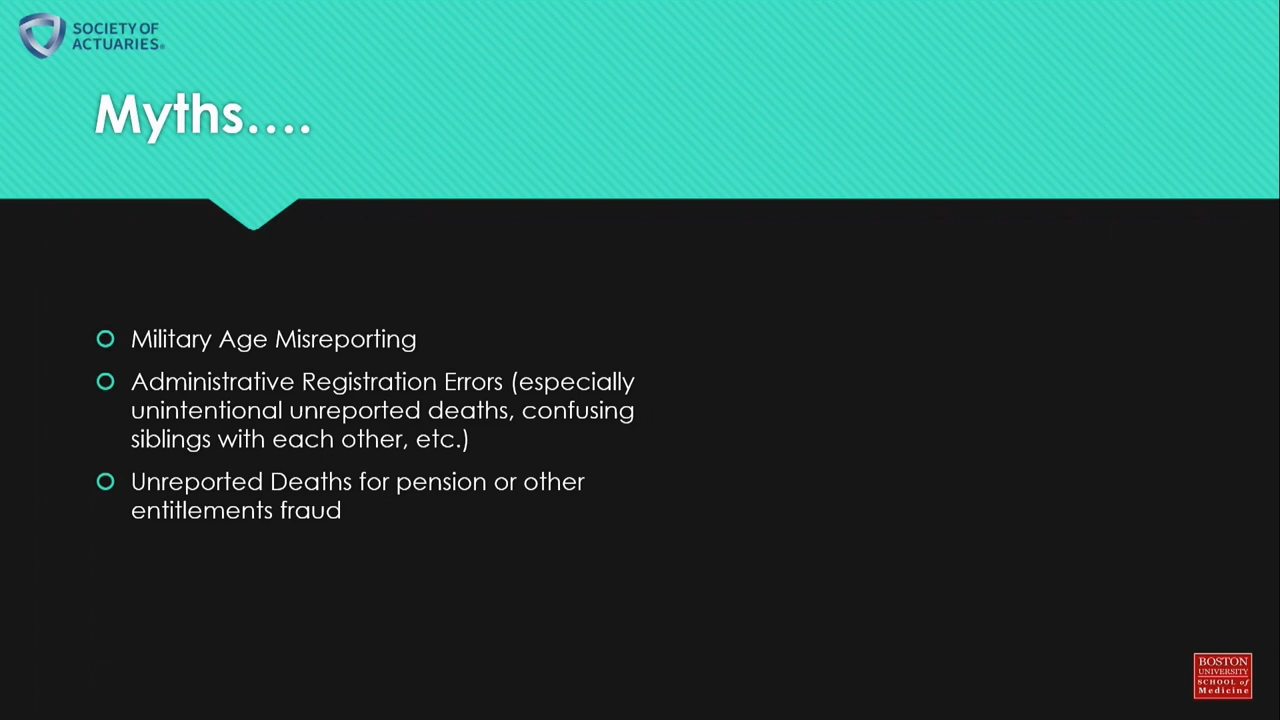 SOCIETY OF
ACTUARIES®
Myths....
Military Age Misreporting
Administrative Registration Errors (especially
unintentional unreported deaths, confusing
siblings with each other, etc.)
Unreported Deaths for pension or other
entitlements fraud
BOSTON
UNIVERSITY
SCHOOL of
Medicine